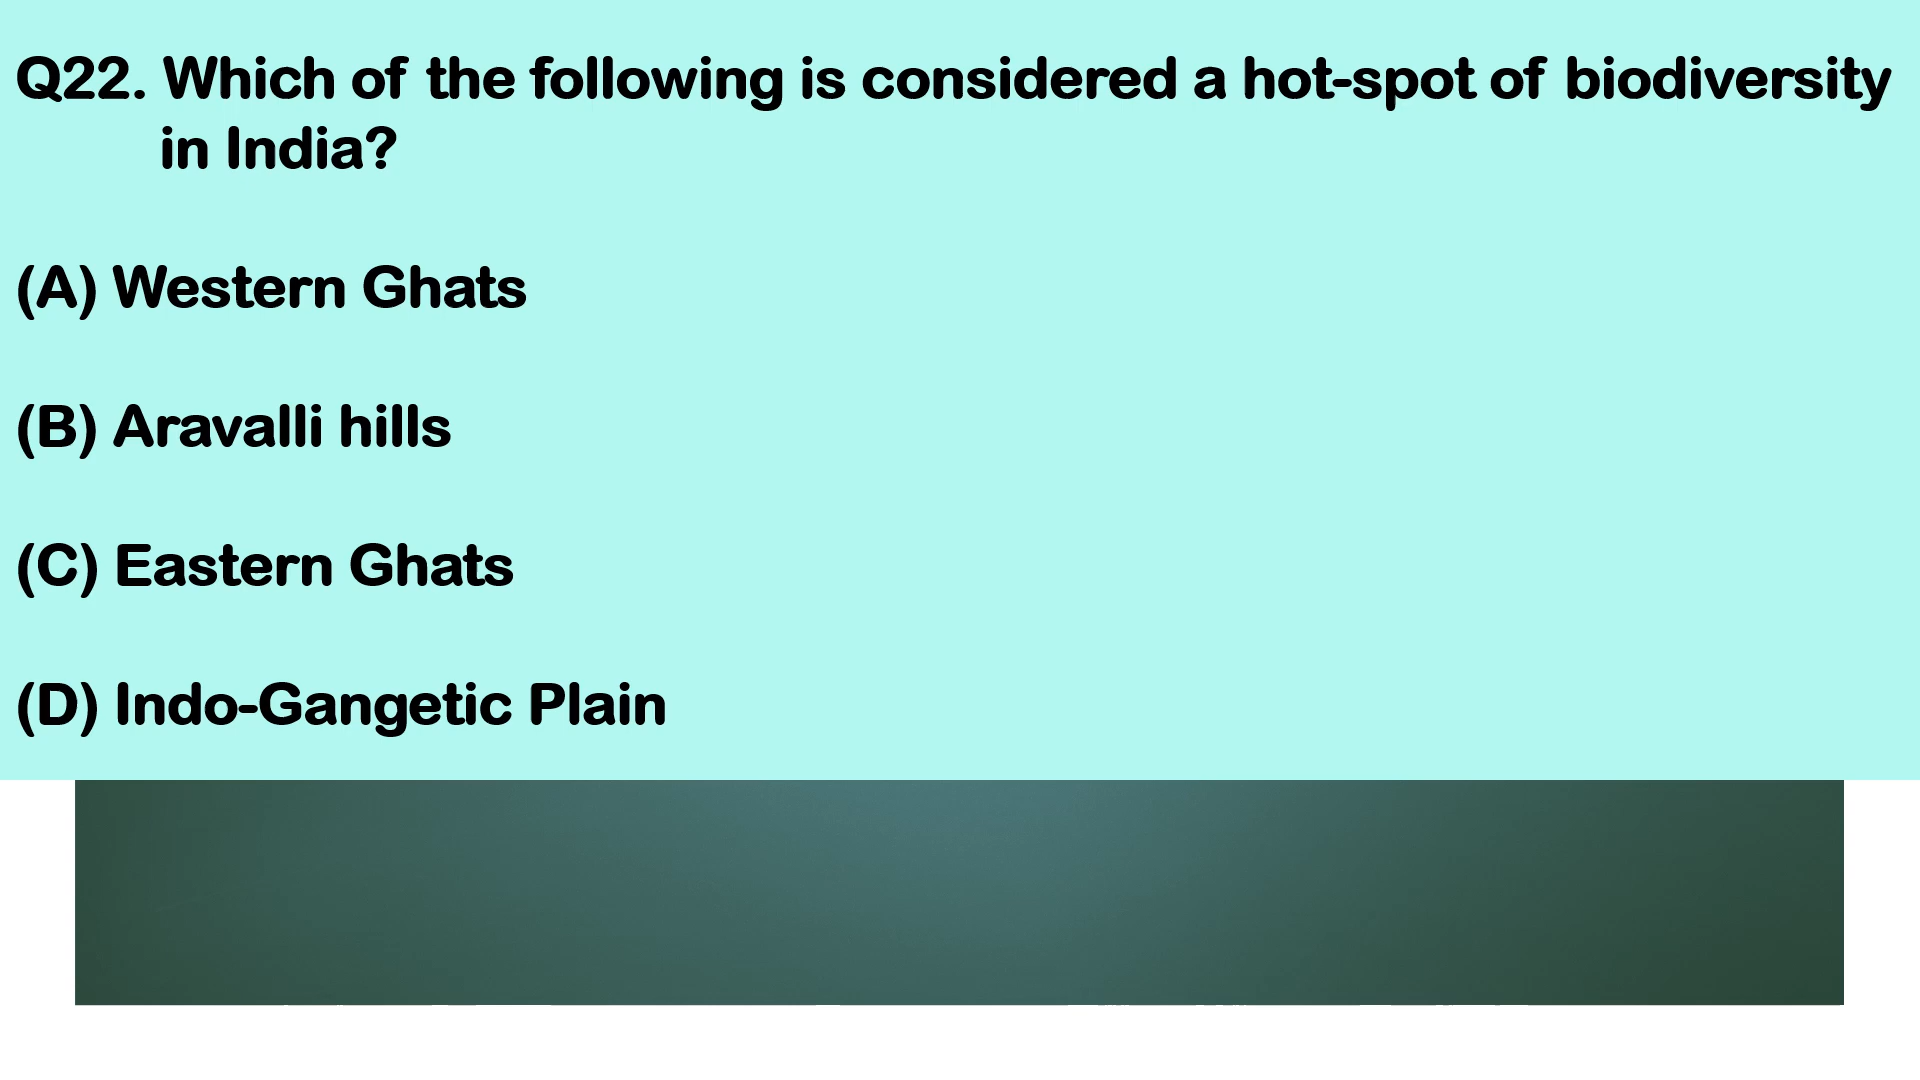 Q22. Which of the following is considered a hot-spot of biodiversity
in India?
(A) Western Ghats
(B) Aravalli hills
(C) Eastern Ghats
(D) Indo-Gangetic Plain